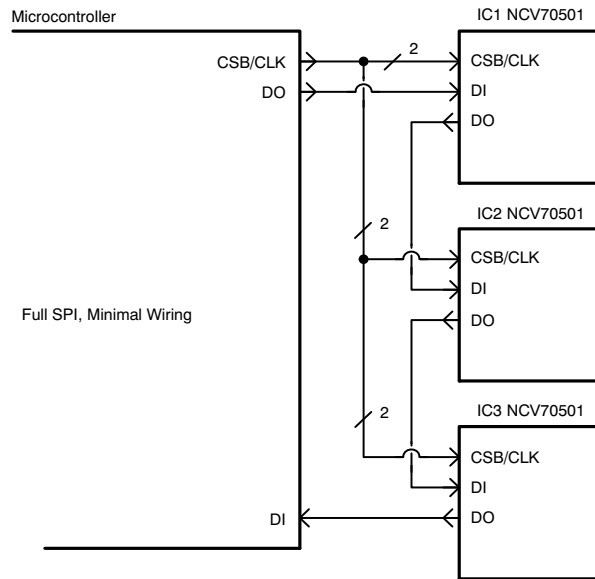 Microcontroller
IC1 NCV70501
CSB/CLK
2
CSB/CLK
DO
DI
DO
IC2 NCV70501
2
CSB/CLK
DI
Full SPI, Minimal Wiring
DO
IC3 NCV70501
2
CSB/CLK
DI
DI
DO